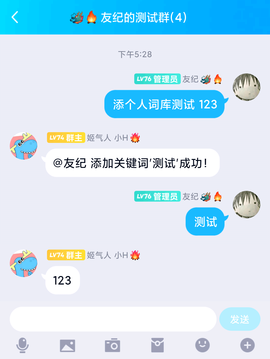 友纪的测试群(4)
下午5:28
LV76 管理员 友纪
添个人词库测试 123
LV74 群主 姬气人 小H
@友纪 添加关键词'测试'成功！
LV76 管理员 友纪
测试
LV74 群主 姬气人 小H
123
发送